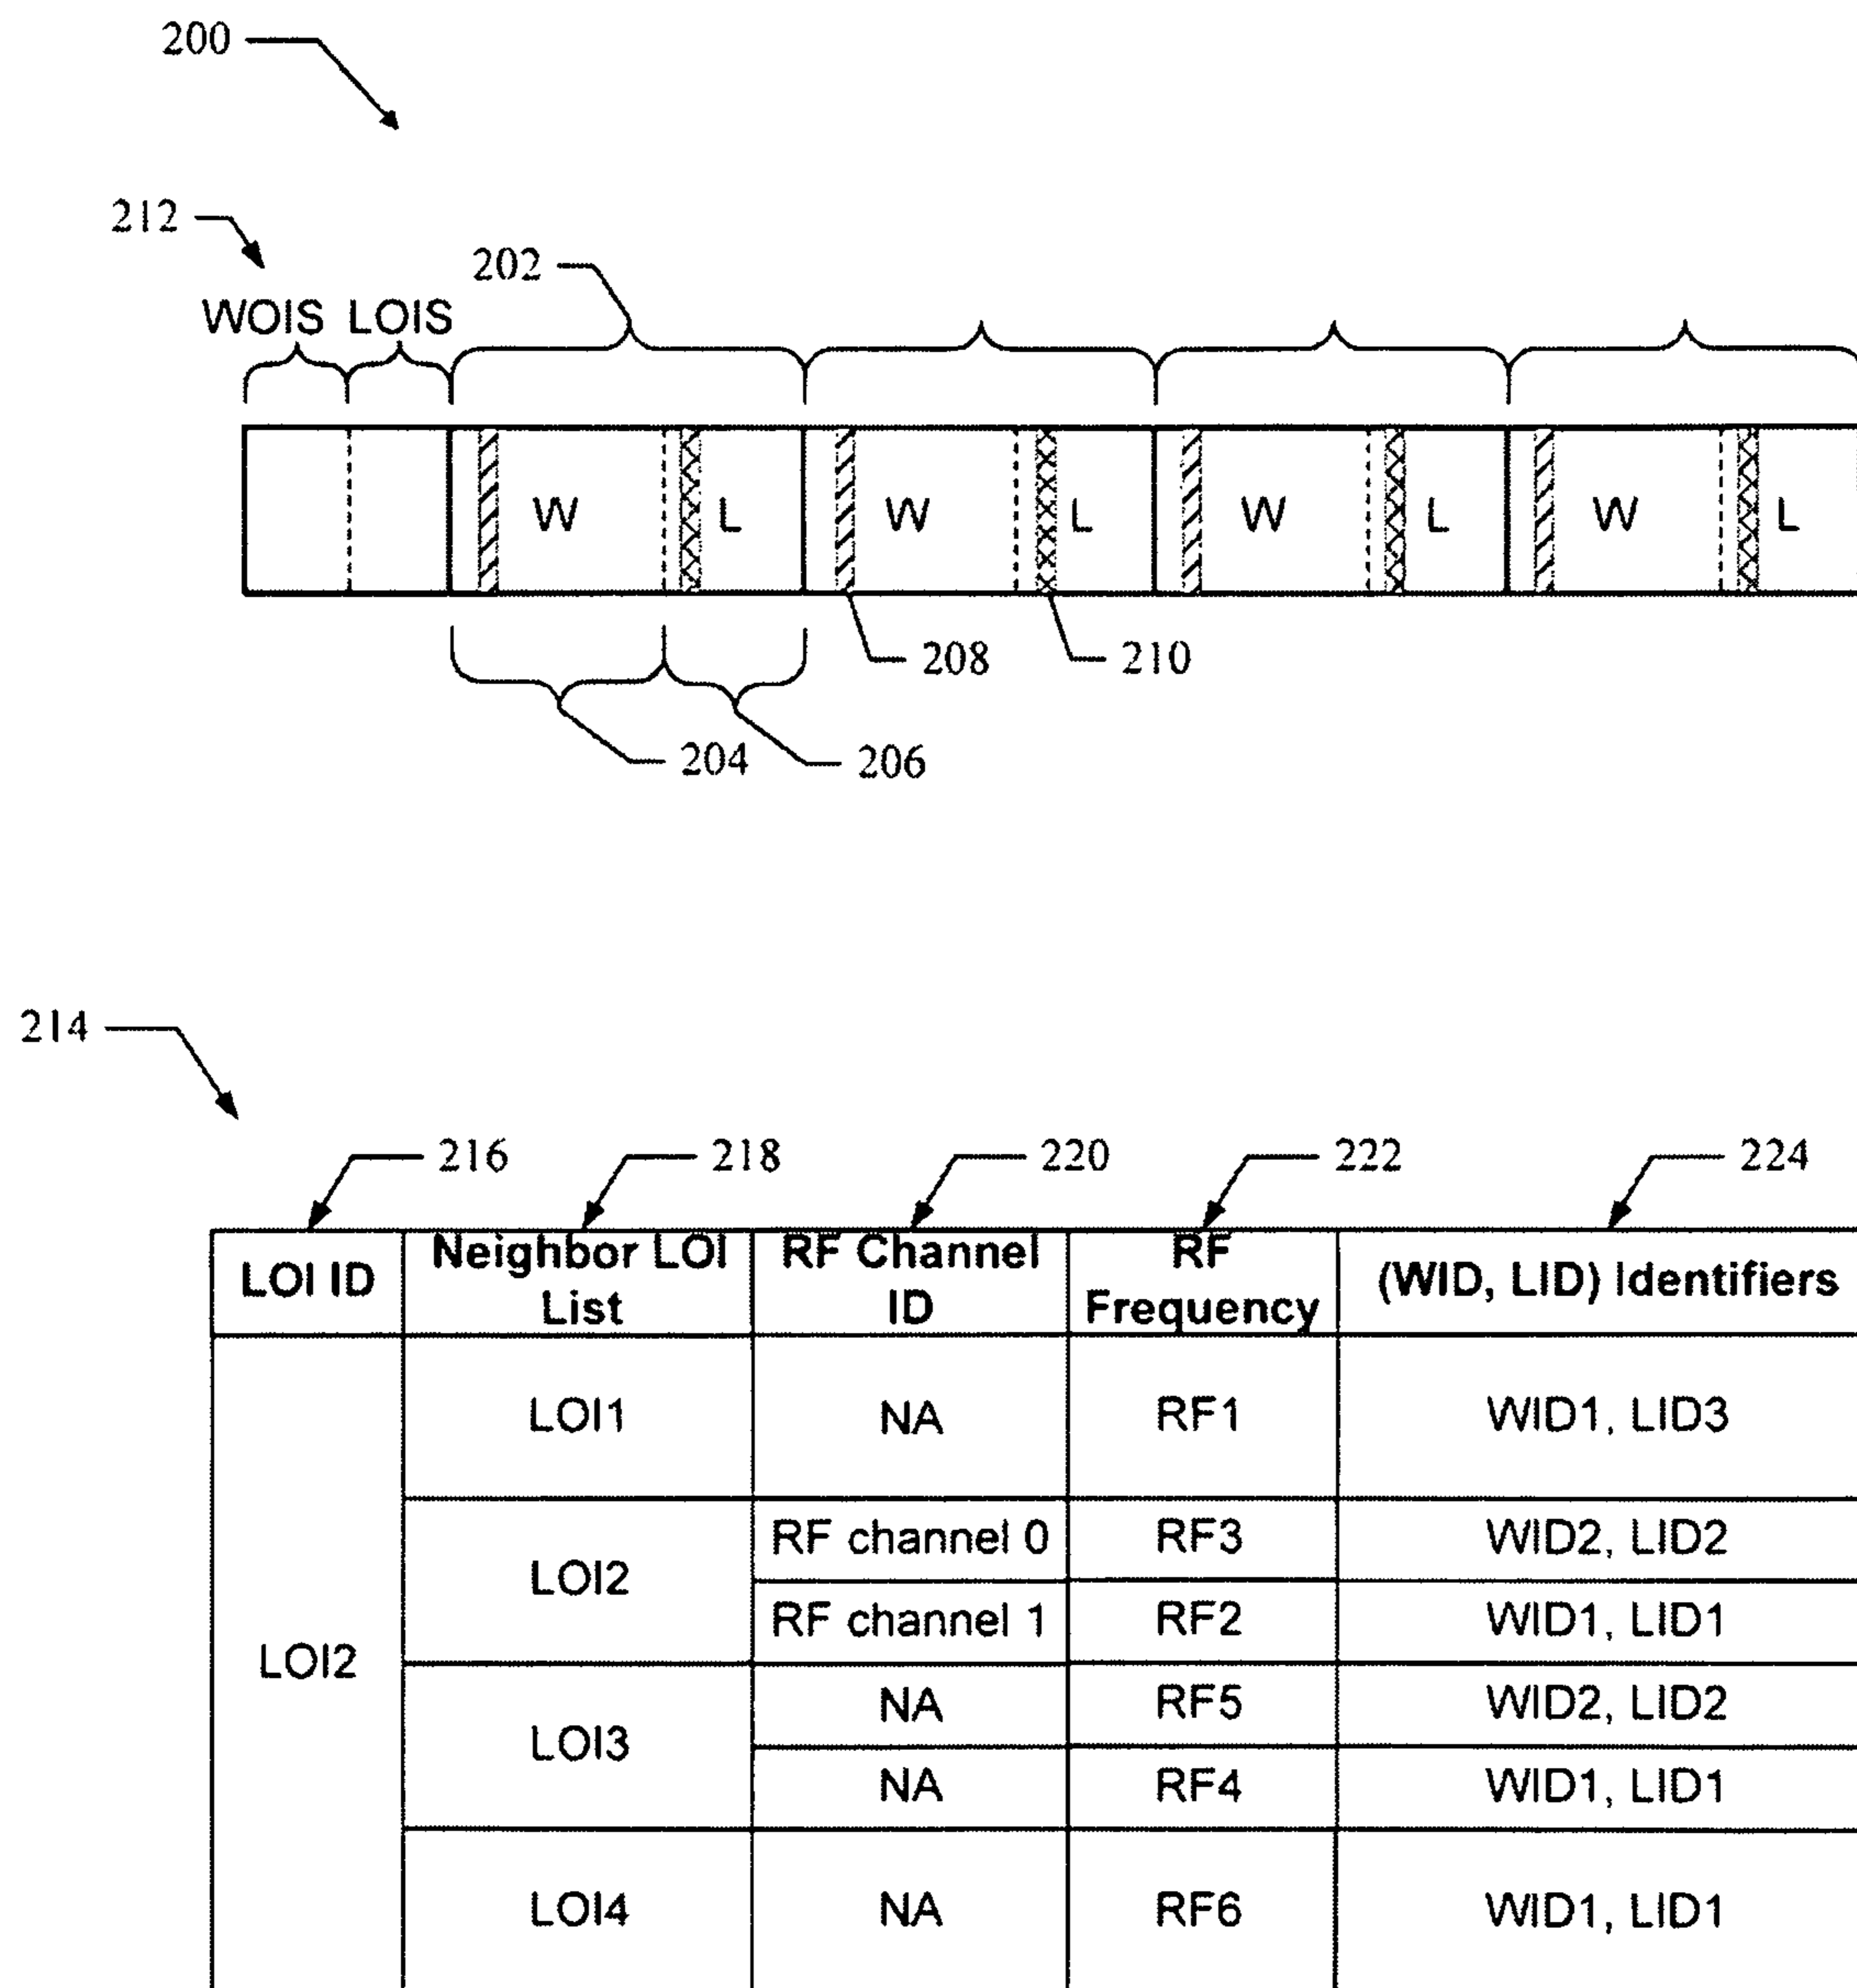 200
212
202
WOIS LOIS
W L W L W L W L
208 210
204 206
214
216 218 220 222 224
LOI ID Neighbor LOI List RF Channel ID RF Frequency (WID, LID) Identifiers
LOI2
LOI1 NA RF1 WID1, LID3
LOI2 RF channel 0 RF3 WID2, LID2
RF channel 1 RF2 WID1, LID1
LOI3 NA RF5 WID2, LID2
NA RF4 WID1, LID1
LOI4 NA RF6 WID1, LID1